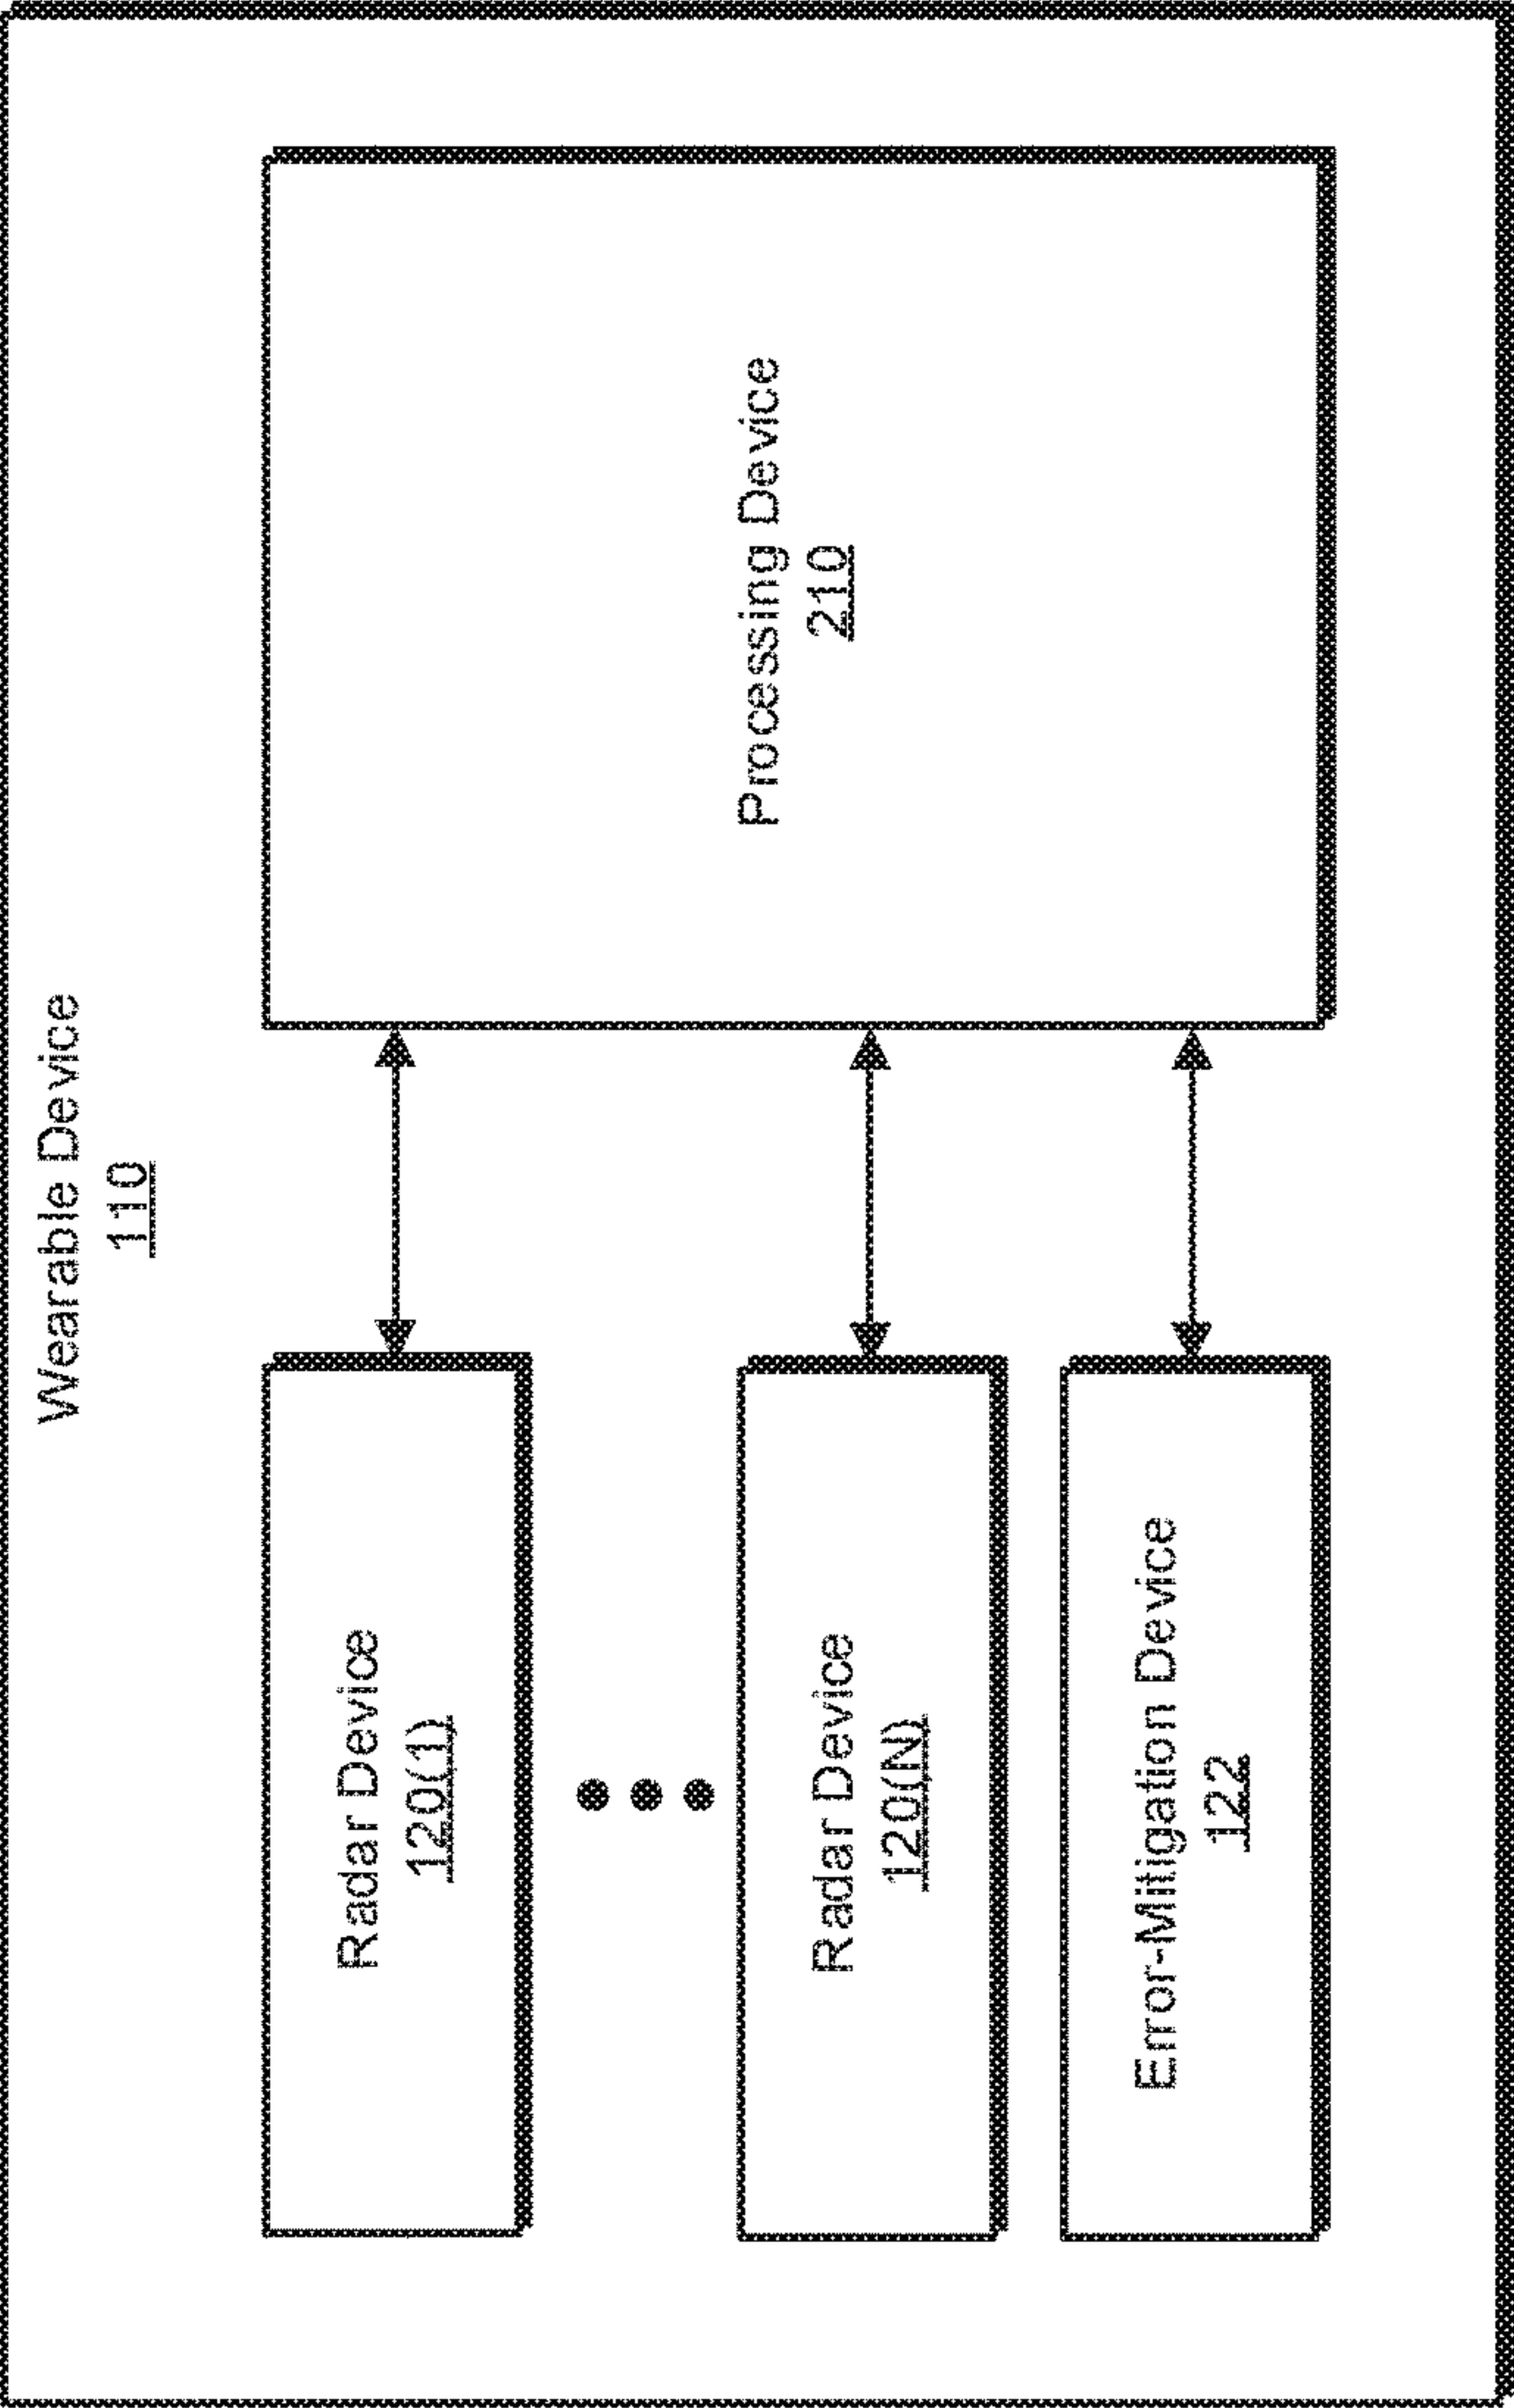 Wearable Device
110
Radar Device
120(1)
Radar Device
120(N)
Error-Mitigation Device
122
Processing Device
210